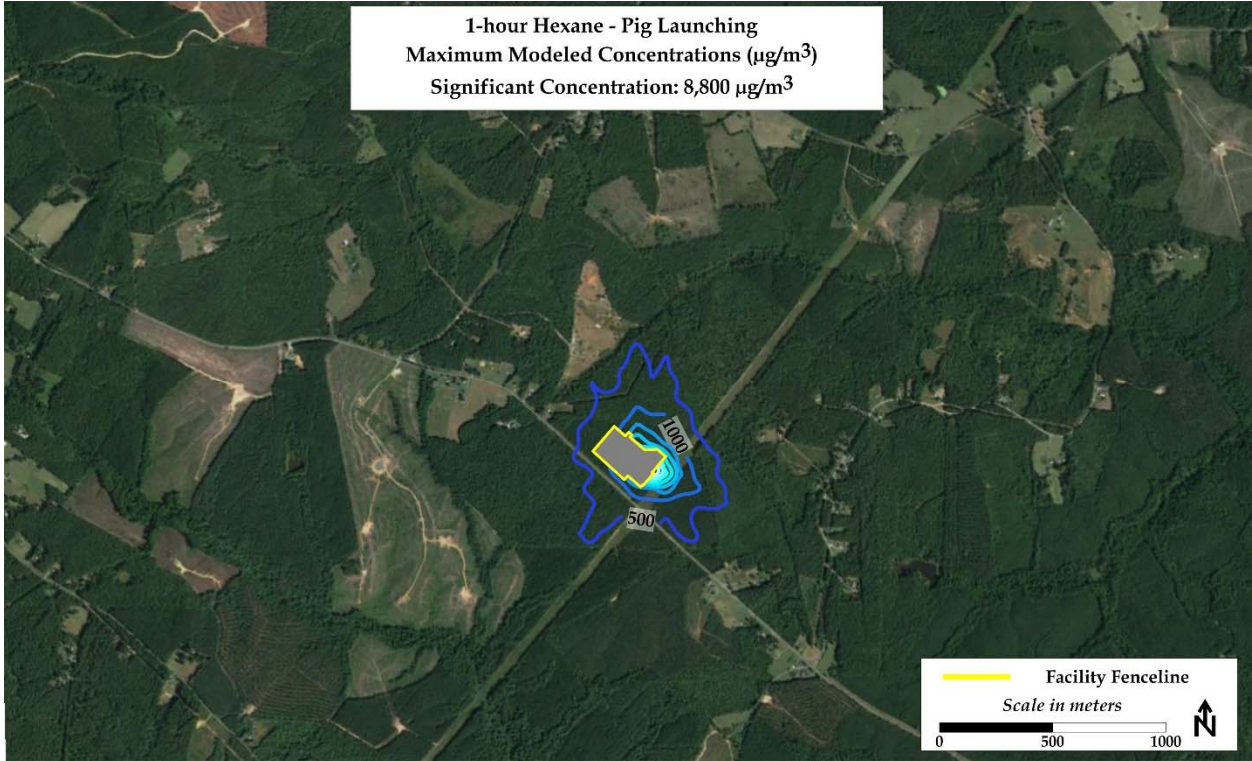 1-hour Hexane - Pig Launching
Maximum Modeled Concentrations (µg/m³)
Significant Concentration: 8,800 µg/m³
1000
500
Facility Fenceline
Scale in meters
N
0 500 1000